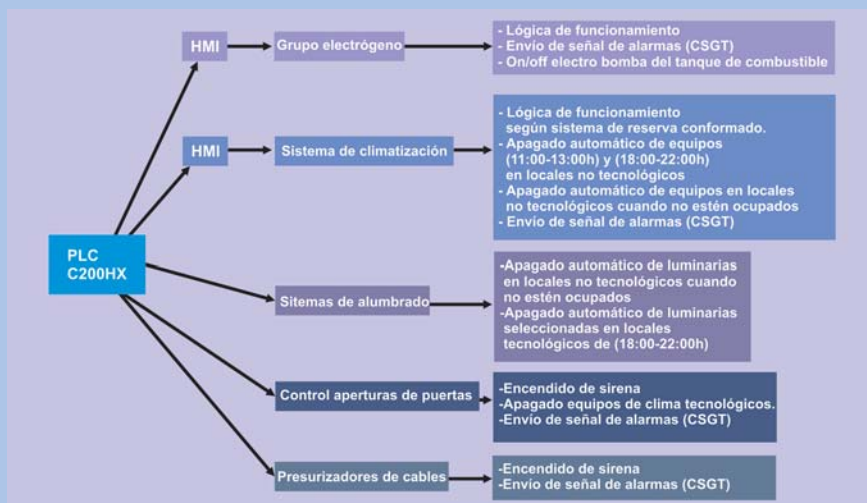 HMI
Grupo electrógeno
- Lógica de funcionamiento
- Envío de señal de alarmas (CSGT)
- On/off electro bomba del tanque de combustible
HMI
Sistema de climatización
- Lógica de funcionamiento
según sistema de reserva conformado.
- Apagado automático de equipos
(11:00-13:00h) y (18:00-22:00h)
en locales no tecnológicos
- Apagado automático de equipos en locales
no tecnológicos cuando no estén ocupados
- Envío de señal de alarmas (CSGT)
PLC
C200HX
Sitemas de alumbrado
-Apagado automático de luminarias
en locales no tecnológicos cuando
no estén ocupados
-Apagado automático de luminarias
seleccionadas en locales
tecnológicos de (18:00-22:00h)
Control aperturas de puertas
-Encendido de sirena
-Apagado equipos de clima tecnológicos.
-Envío de señal de alarmas (CSGT)
Presurizadores de cables
-Encendido de sirena
-Envío de señal de alarmas (CSGT)